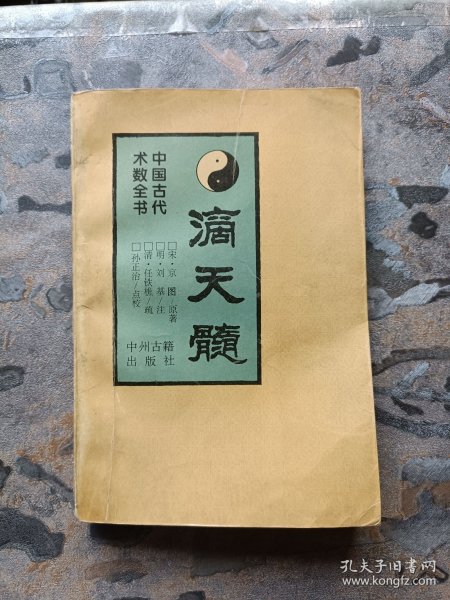 滴天髓
中国古代
术数全书
□宋·京 图/原著
□明·刘 基/注
□清·任铁樵/疏
□孙正治/点校
中州古籍
出版社
孔夫子旧书网
www.kongfz.com